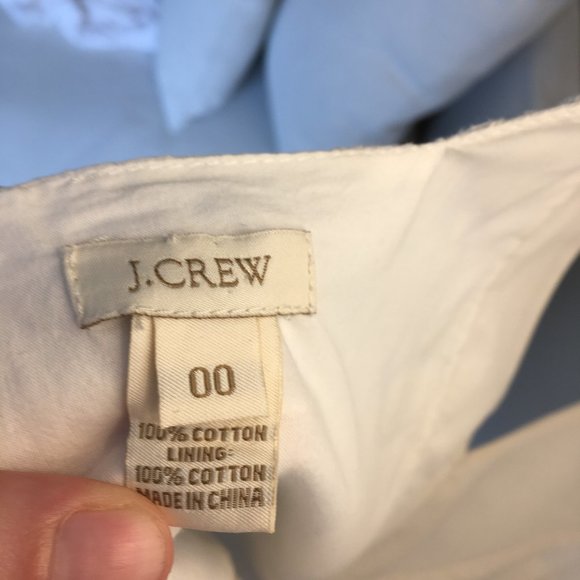 J.CREW
00
100% COTTON
LINING:
100% COTTON
MADE IN CHINA